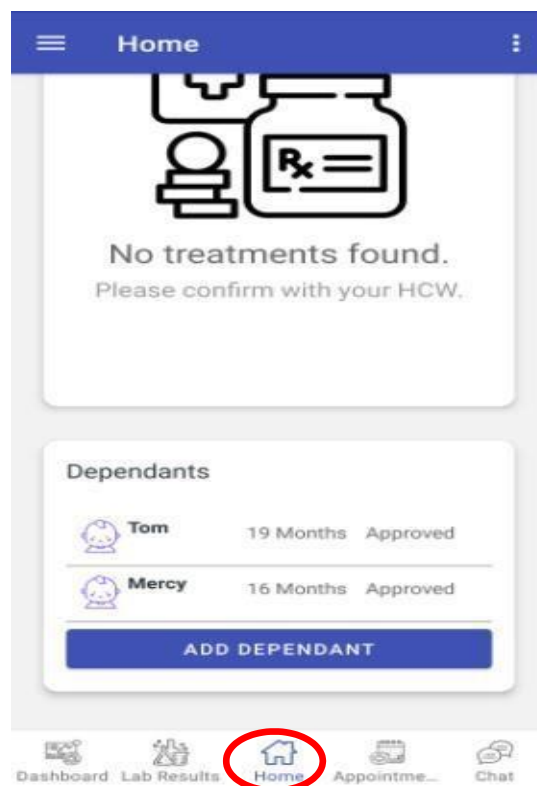 Home
Rx
No treatments found.
Please confirm with your HCW.
Dependants
Tom 19 Months Approved
Mercy 16 Months Approved
ADD DEPENDANT
Dashboard Lab Results Home Appointme... Chat